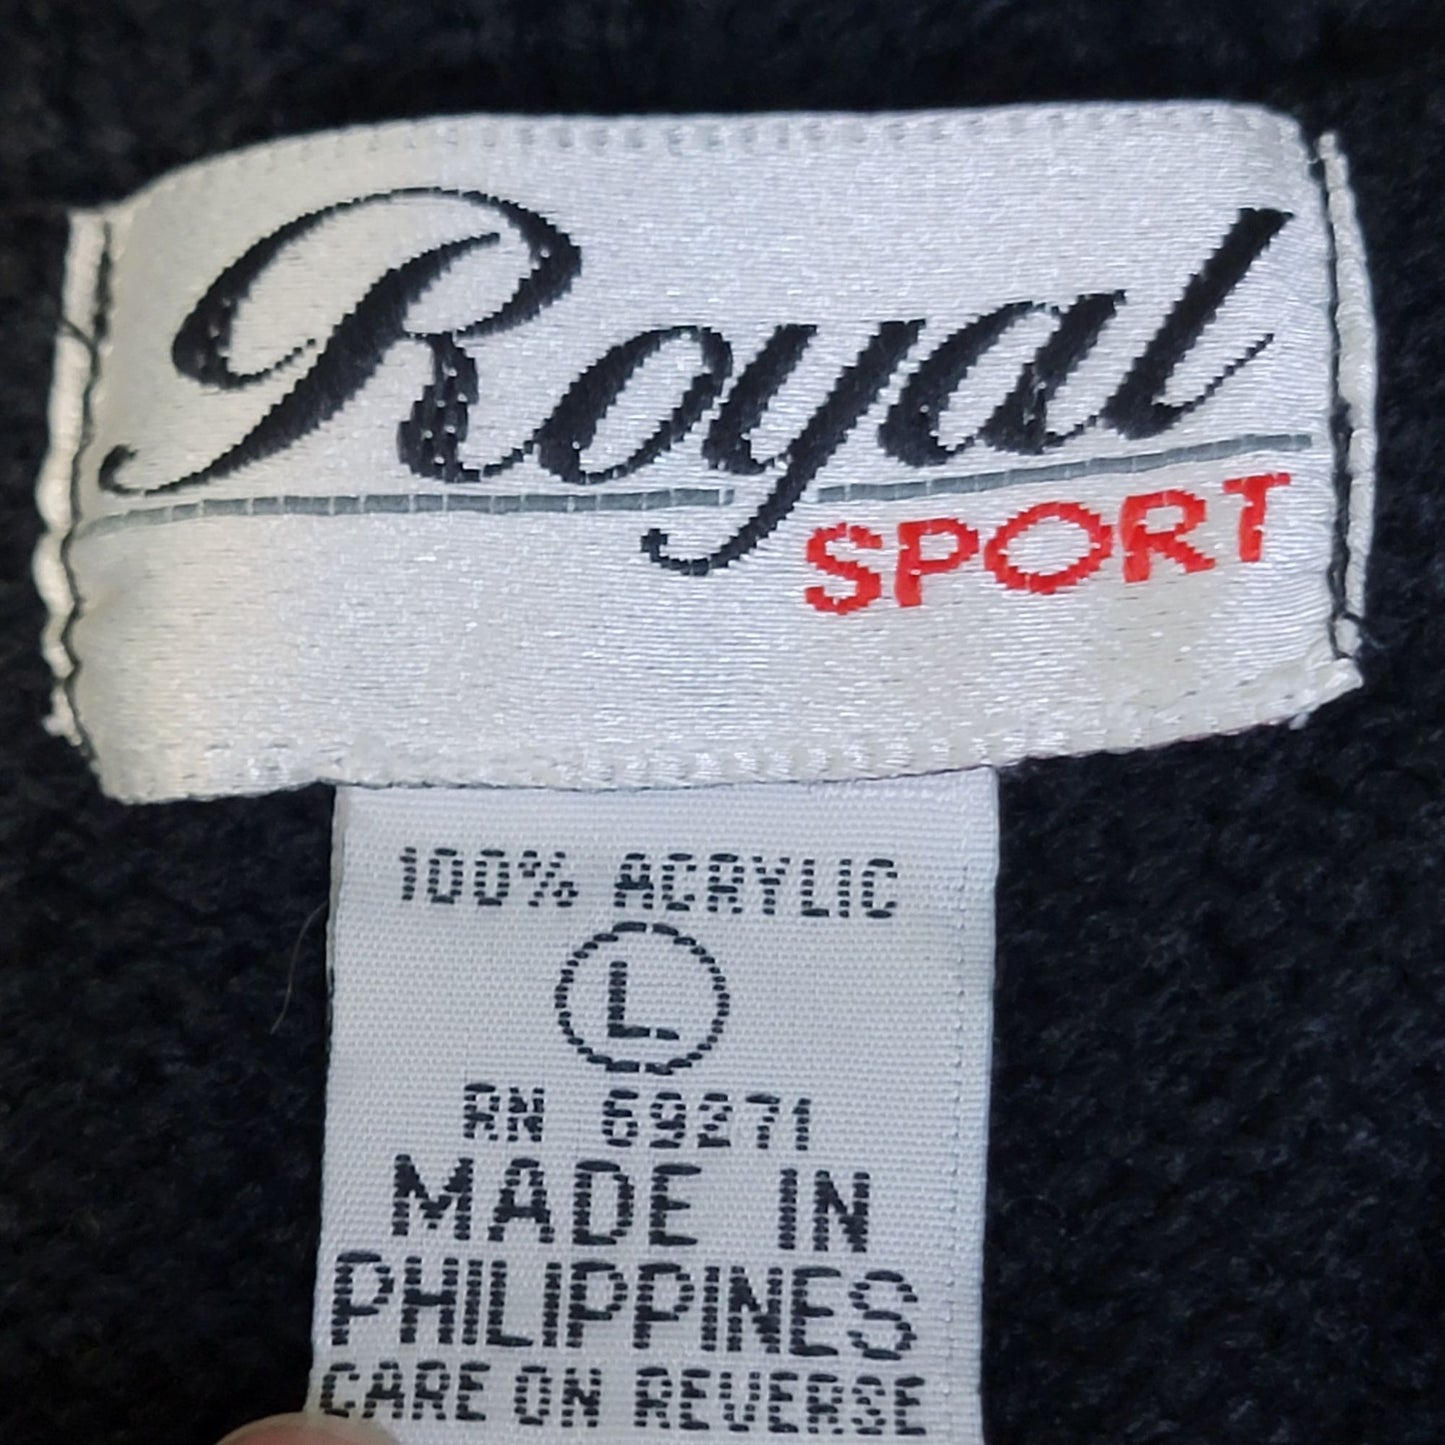 Royal
SPORT
100% ACRYLIC
L
RN 69271
MADE IN
PHILIPPINES
CARE ON REVERSE